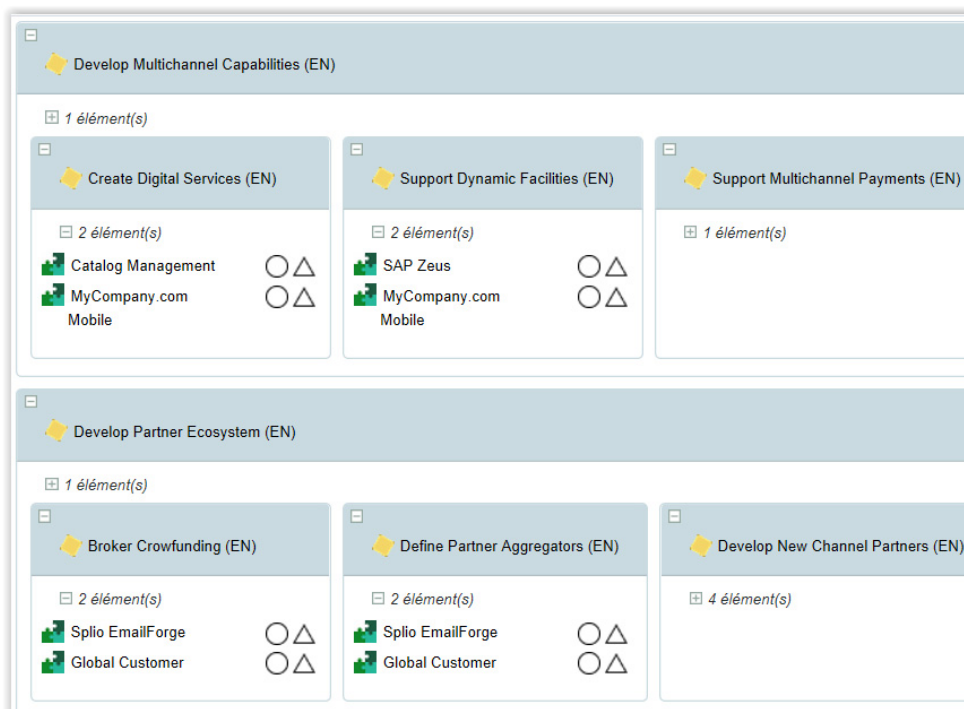 Develop Multichannel Capabilities (EN)
1 élément(s)
Create Digital Services (EN)
2 élément(s)
Catalog Management
MyCompany.com
Mobile
Support Dynamic Facilities (EN)
2 élément(s)
SAP Zeus
MyCompany.com
Mobile
Support Multichannel Payments (EN)
1 élément(s)
Develop Partner Ecosystem (EN)
1 élément(s)
Broker Crowfunding (EN)
2 élément(s)
Splio EmailForge
Global Customer
Define Partner Aggregators (EN)
2 élément(s)
Splio EmailForge
Global Customer
Develop New Channel Partners (EN)
4 élément(s)